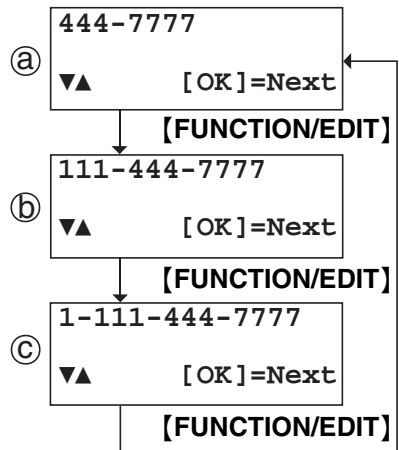 444-7777
ⓐ
▼▲ [OK]=Next
【FUNCTION/EDIT】
111-444-7777
ⓑ
▼▲ [OK]=Next
【FUNCTION/EDIT】
1-111-444-7777
ⓒ
▼▲ [OK]=Next
【FUNCTION/EDIT】